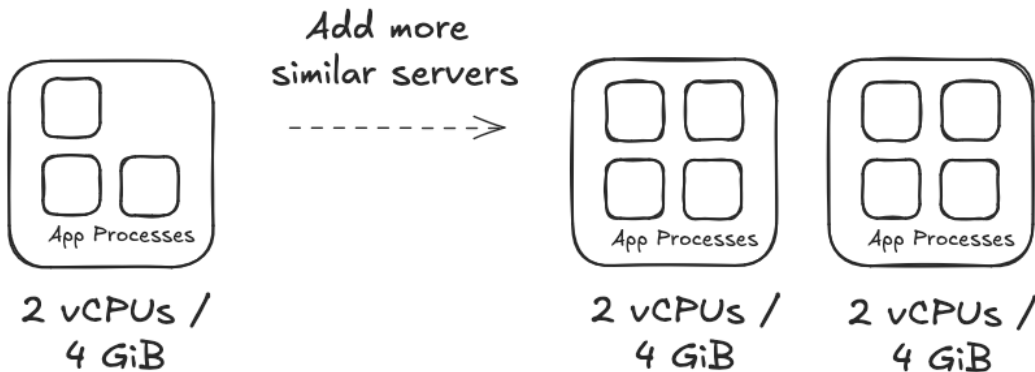 Add more
similar servers
App Processes
2 vCPUs /
4 GiB
App Processes
2 vCPUs /
4 GiB
App Processes
2 vCPUs /
4 GiB